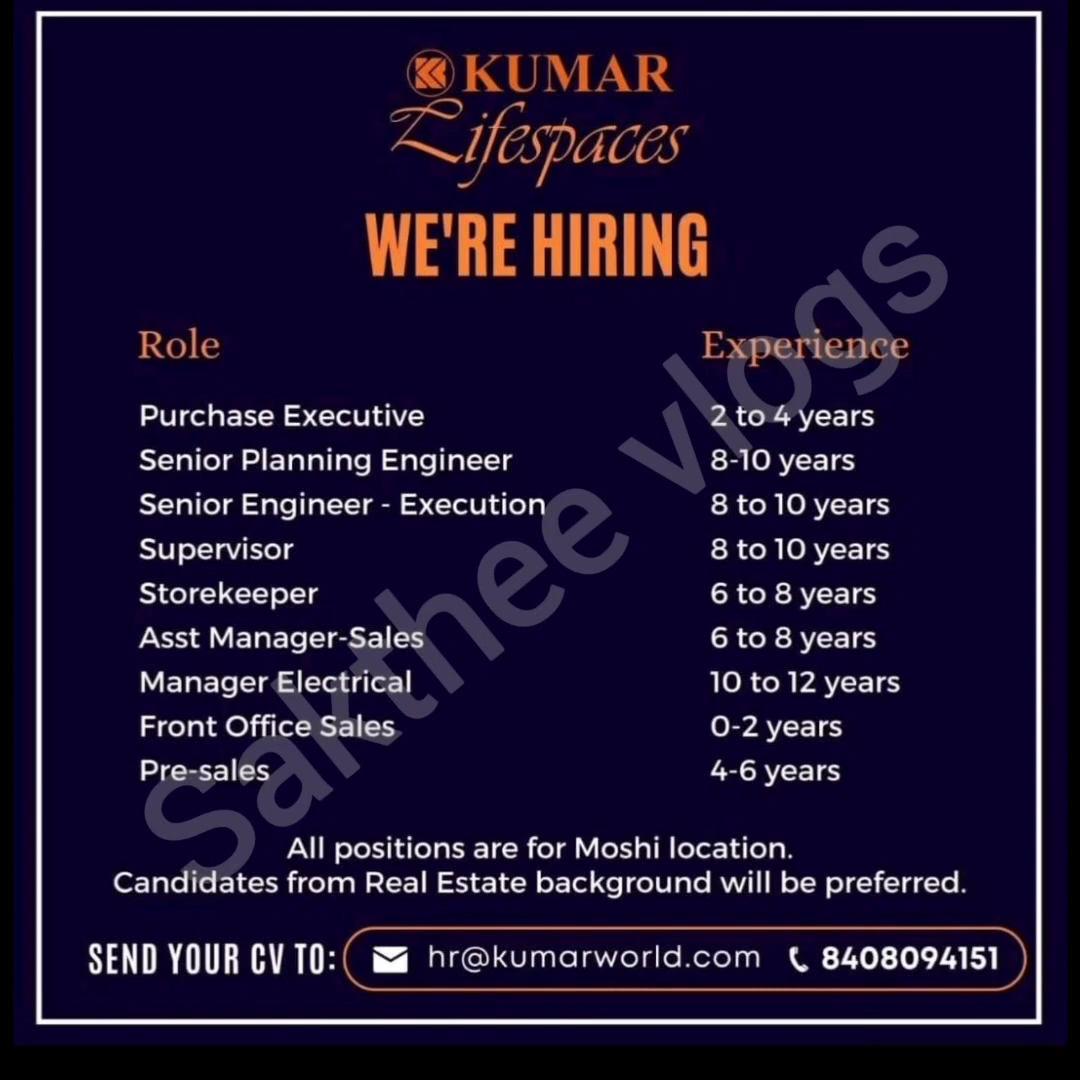 KUMAR
Lifespaces
WE'RE HIRING
Role Experience
Purchase Executive 2 to 4 years
Senior Planning Engineer 8-10 years
Senior Engineer - Execution 8 to 10 years
Supervisor 8 to 10 years
Storekeeper 6 to 8 years
Asst Manager-Sales 6 to 8 years
Manager Electrical 10 to 12 years
Front Office Sales 0-2 years
Pre-sales 4-6 years
All positions are for Moshi location.
Candidates from Real Estate background will be preferred.
SEND YOUR CV TO: hr@kumarworld.com 8408094151
Sakthee vlogs